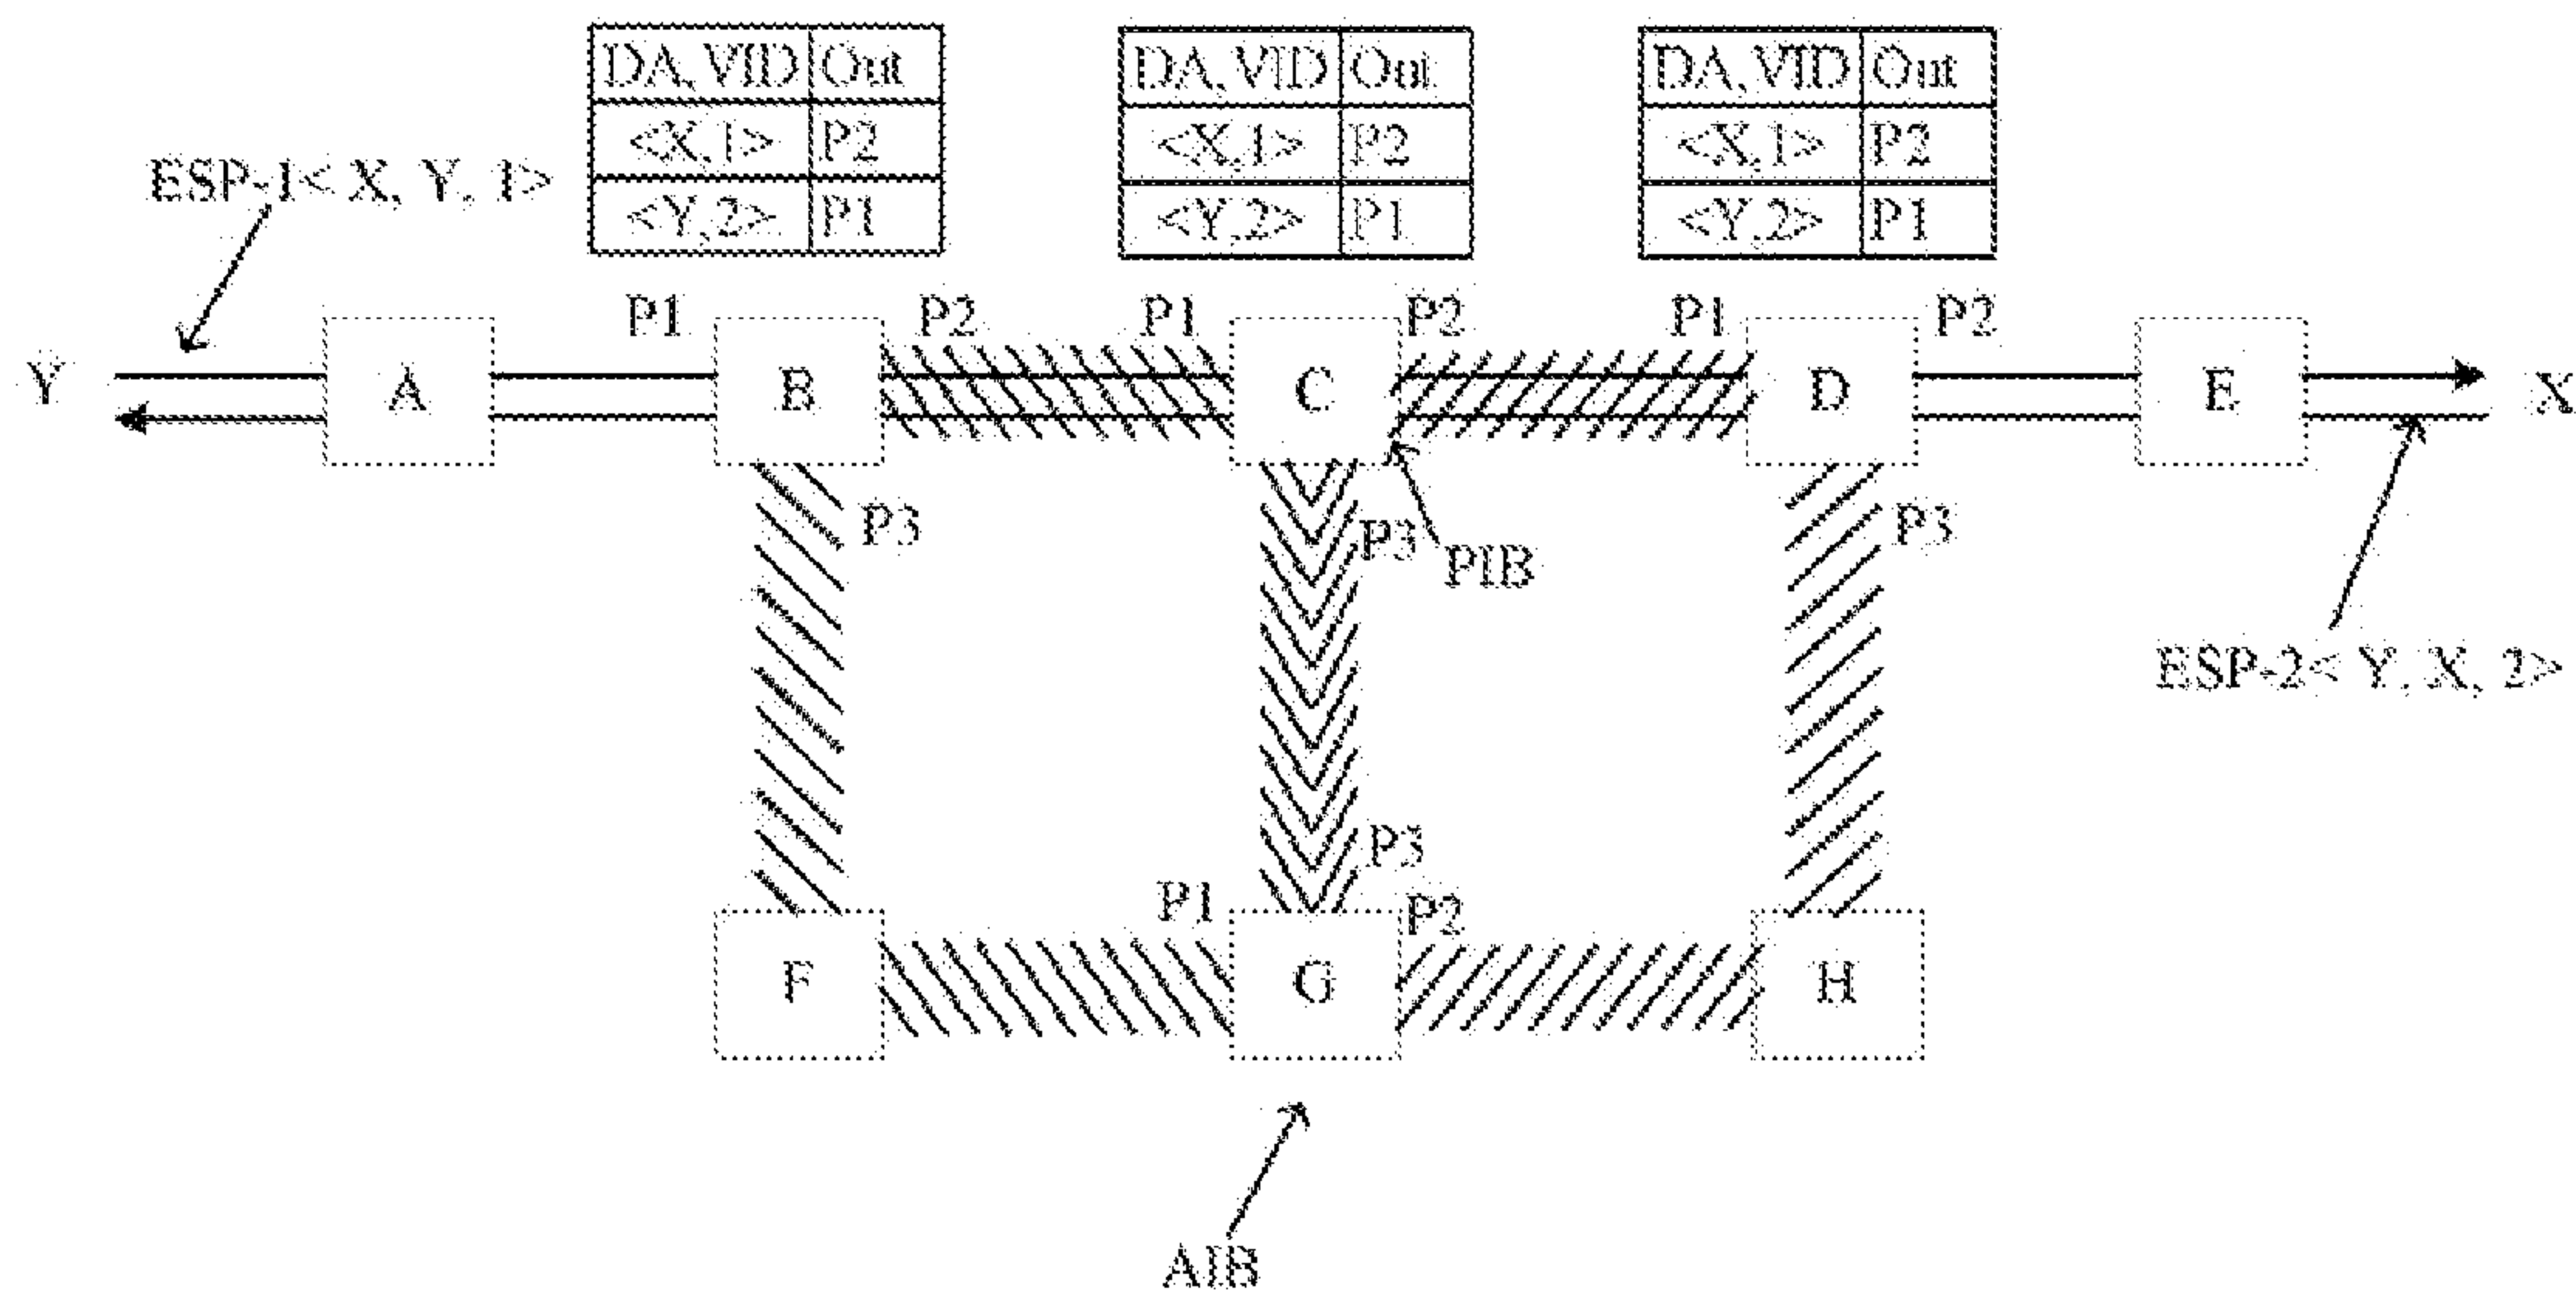 DA,VID Out
<X,1> P2
<Y,2> P1
DA,VID Out
<X,1> P2
<Y,2> P1
DA,VID Out
<X,1> P2
<Y,2> P1
ESP-1< X, Y, 1>
P1 P2 P1 P2 P1 P2
Y A B C D E X
P3 P3 P3
PIB
ESP-2< Y, X, 2>
P3
P1 P2
F G H
AIB